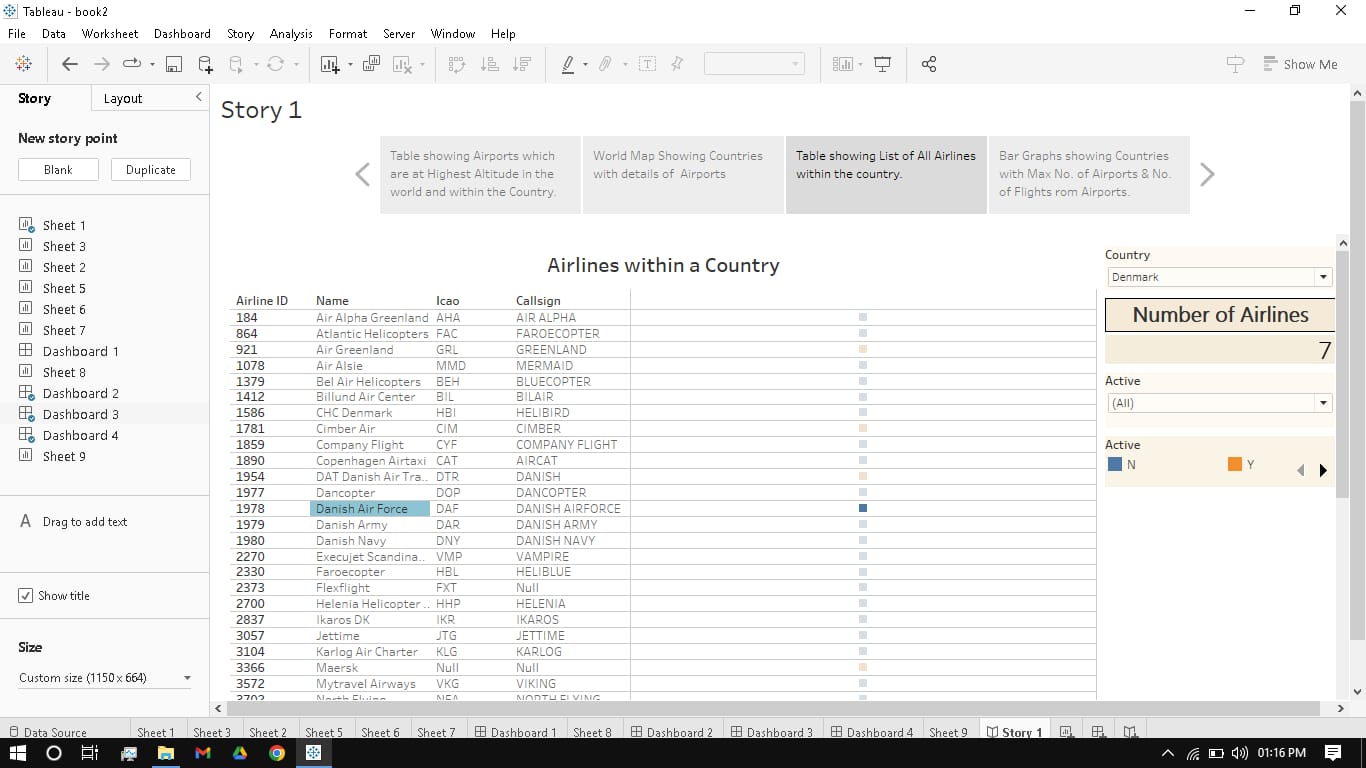 Tableau - book2
File Data Worksheet Dashboard Story Analysis Format Server Window Help
Show Me
Story Layout
New story point
Blank Duplicate
Sheet 1
Sheet 3
Sheet 2
Sheet 5
Sheet 6
Sheet 7
Dashboard 1
Sheet 8
Dashboard 2
Dashboard 3
Dashboard 4
Sheet 9
A Drag to add text
Show title
Size
Custom size (1150 x 664)
Story 1
Table showing Airports which
are at Highest Altitude in the
world and within the Country.
World Map Showing Countries
with details of Airports
Table showing List of All Airlines
within the country.
Bar Graphs showing Countries
with Max No. of Airports & No.
of Flights rom Airports.
Airlines within a Country
Airline ID Name Icao Callsign
184 Air Alpha Greenland AHA AIR ALPHA
864 Atlantic Helicopters FAC FAROECOPTER
921 Air Greenland GRL GREENLAND
1078 Air Alsie MMD MERMAID
1379 Bel Air Helicopters BEH BLUECOPTER
1412 Billund Air Center BIL BILAIR
1586 CHC Denmark HBI HELIBIRD
1781 Cimber Air CIM CIMBER
1859 Company Flight CYF COMPANY FLIGHT
1890 Copenhagen Airtaxi CAT AIRCAT
1954 DAT Danish Air Tra.. DTR DANISH
1977 Dancopter DOP DANCOPTER
1978 Danish Air Force DAF DANISH AIRFORCE
1979 Danish Army DAR DANISH ARMY
1980 Danish Navy DNY DANISH NAVY
2270 Execujet Scandina.. VMP VAMPIRE
2330 Faroecopter HBL HELIBLUE
2373 Flexflight FXT Null
2700 Helenia Helicopter .. HHP HELENIA
2837 Ikaros DK IKR IKAROS
3057 Jettime JTG JETTIME
3104 Karlog Air Charter KLG KARLOG
3366 Maersk Null Null
3572 Mytravel Airways VKG VIKING
3702 North Flying NFA NORTH FLYING
Country
Denmark
Number of Airlines
7
Active
(All)
Active
N Y
Data Source Sheet 1 Sheet 3 Sheet 2 Sheet 5 Sheet 6 Sheet 7 Dashboard 1 Sheet 8 Dashboard 2 Dashboard 3 Dashboard 4 Sheet 9 Story 1
01:16 PM